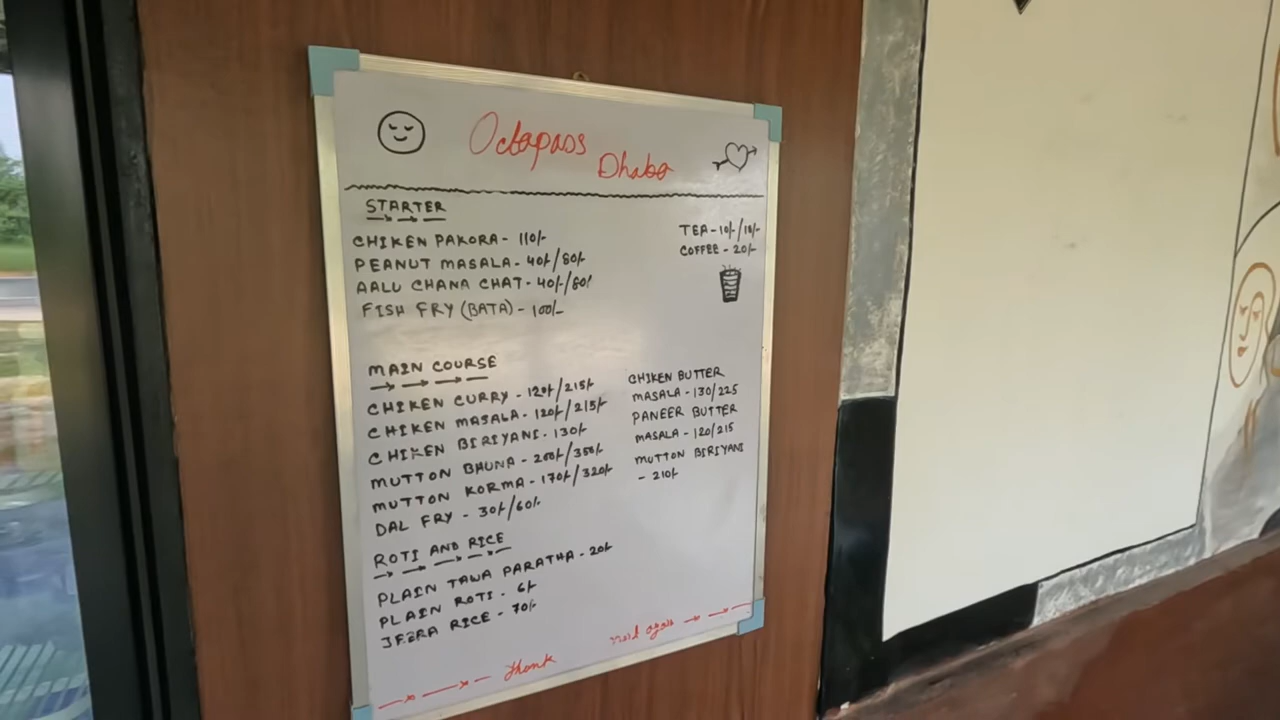 Octapass
Dhaba
STARTER
CHIKEN PAKORA - 110/-
PEANUT MASALA - 40/-/80/-
AALU CHANA CHAT - 40/-/80/-
FISH FRY (BATA) - 100/-
TEA - 10/-/18/-
COFFEE - 20/-
MAIN COURSE
CHIKEN CURRY - 120/-/215/-
CHIKEN MASALA - 120/-/215/-
CHIKEN BIRIYANI - 130/-
MUTTON BHUNA - 200/-/350/-
MUTTON KORMA - 170/-/320/-
DAL FRY - 30/-/60/-
CHIKEN BUTTER
MASALA - 130/225
PANEER BUTTER
MASALA - 120/215
MUTTON BIRIYANI
- 210/-
ROTI AND RICE
PLAIN TAWA PARATHA - 20/-
PLAIN ROTI - 6/-
JEERA RICE - 70/-
Thank
again